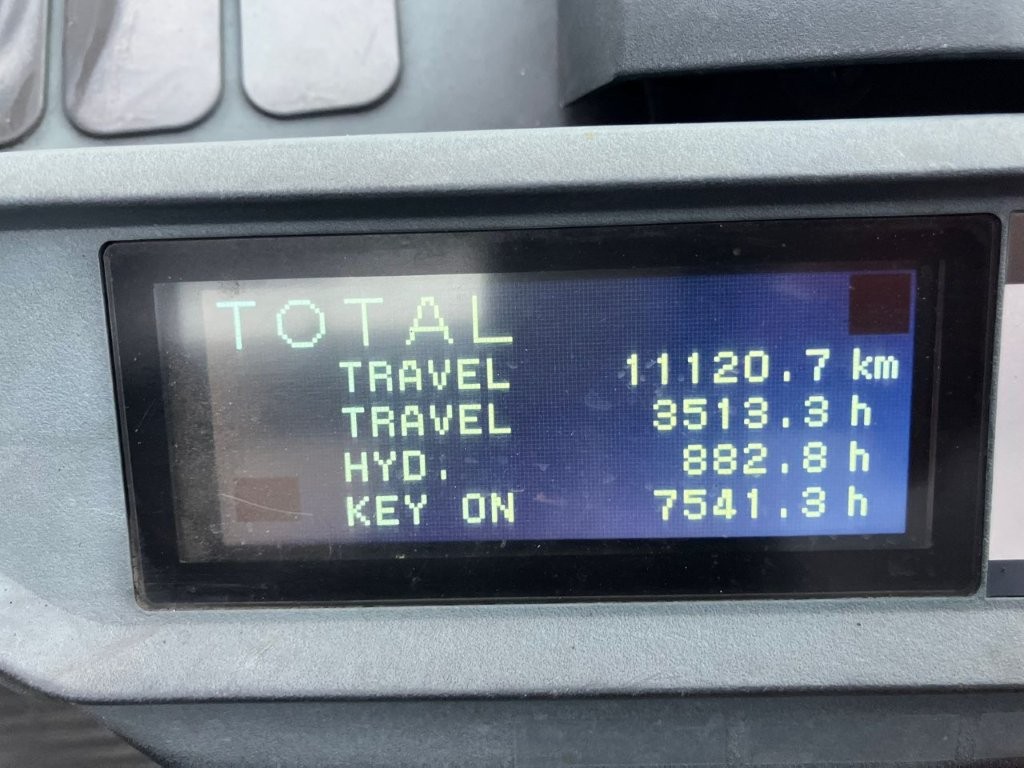 TOTAL
TRAVEL 11120.7 km
TRAVEL 3513.3 h
HYD. 882.8 h
KEY ON 7541.3 h